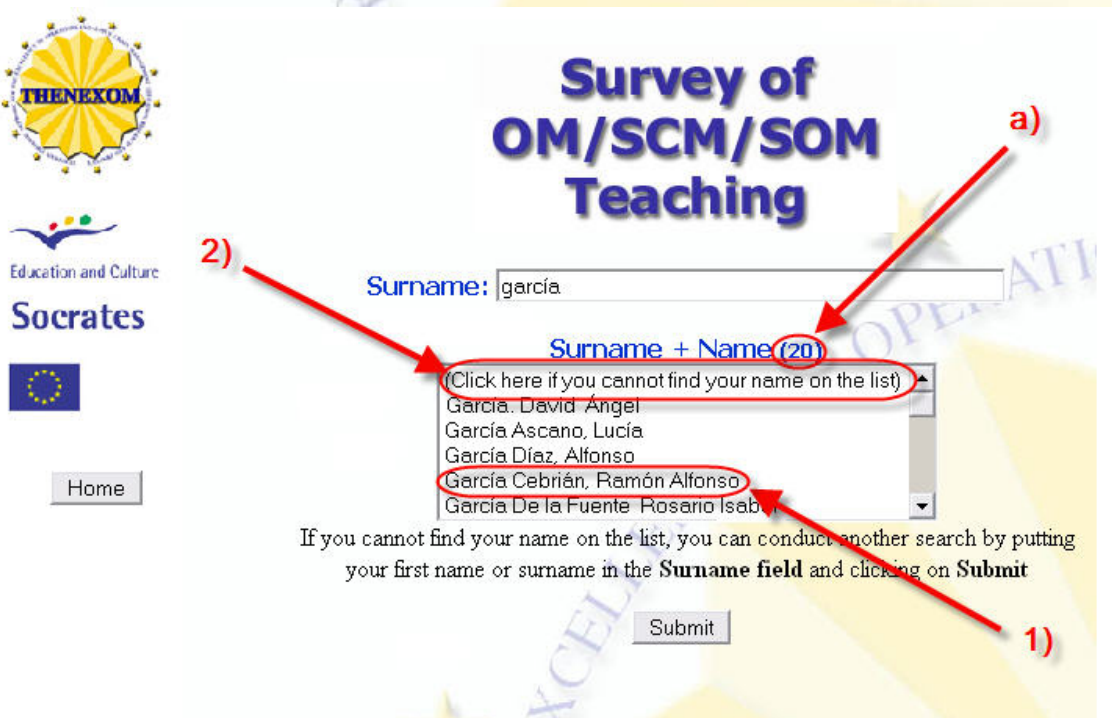 THENEXOM
Education and Culture
Socrates
Home
Survey of
OM/SCM/SOM
Teaching
a)
2)
Surname: garcía
Surname + Name (20)
(Click here if you cannot find your name on the list)
García. David Ángel
García Ascano, Lucía
García Díaz, Alfonso
García Cebrián, Ramón Alfonso
García De la Fuente Rosario Isabel
If you cannot find your name on the list, you can conduct another search by putting
your first name or surname in the Surname field and clicking on Submit
Submit
1)